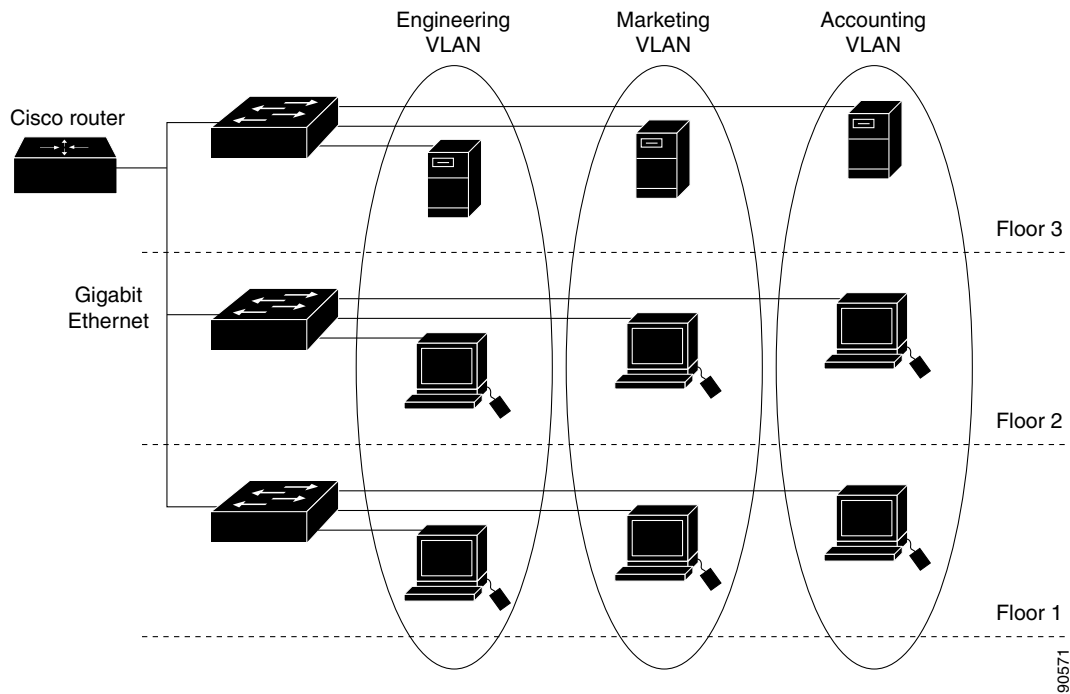 Engineering
VLAN
Marketing
VLAN
Accounting
VLAN
Cisco router
Floor 3
Gigabit
Ethernet
Floor 2
Floor 1
90571